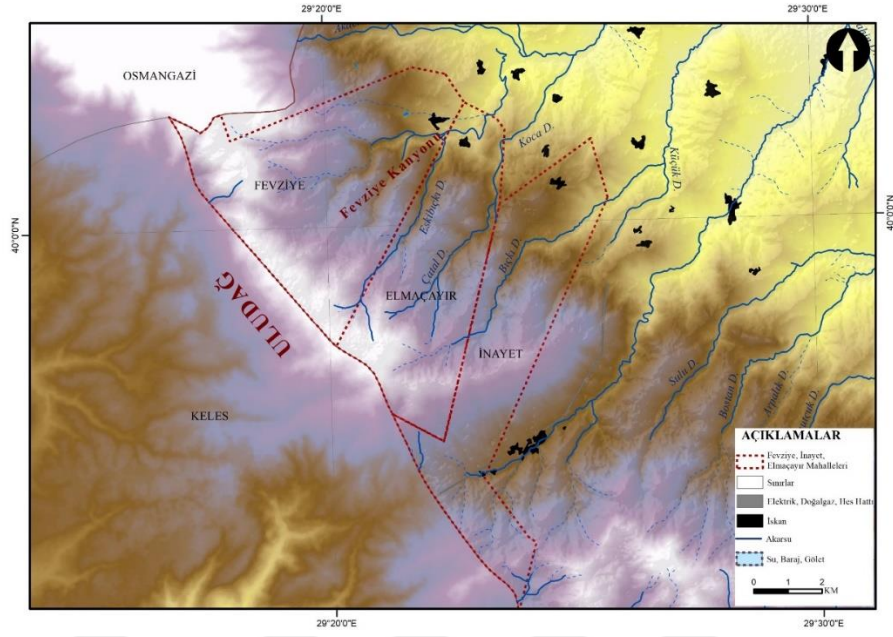 29°20'0"E
29°30'0"E
OSMANGAZİ
Koca D.
Küçük D.
Fevziye Kanyonu
FEVZİYE
Eskibıçkı D.
40°0'0"N
40°0'0"N
Çatal D.
Bıçkı D.
ULUDAĞ
ELMAÇAYIR
İNAYET
Sulu D.
Bostan D.
Arpalık D.
KELES
AÇIKLAMALAR
Fevziye, İnayet,
Elmaçayır Mahalleleri
Sınırlar
Elektrik, Doğalgaz, Hes Hattı
İskan
Akarsu
Su, Baraj, Gölet
0 1 2
KM
29°20'0"E
29°30'0"E